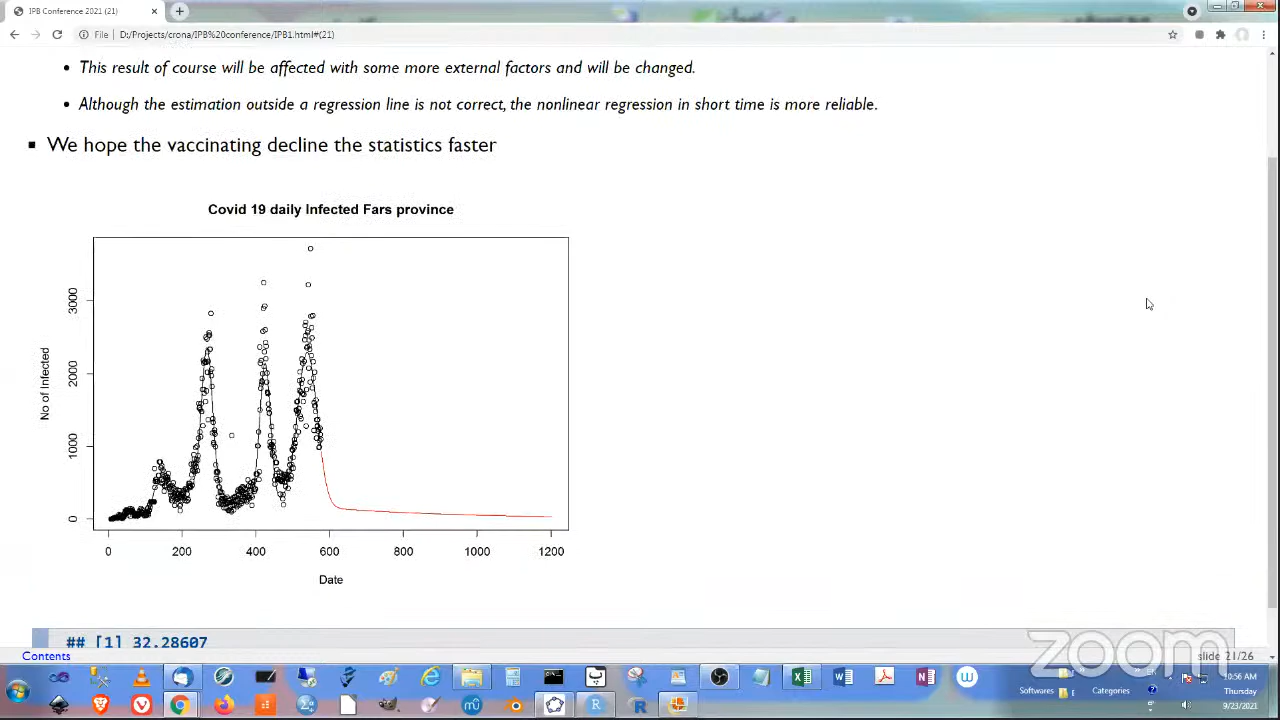 IPB Conference 2021 (21)
File D:/Projects/crona/IPB%20conference/IPB1.html#(21)
This result of course will be affected with some more external factors and will be changed.
Although the estimation outside a regression line is not correct, the nonlinear regression in short time is more reliable.
We hope the vaccinating decline the statistics faster
Covid 19 daily Infected Fars province
No of Infected
3000
2000
1000
0
0 200 400 600 800 1000 1200
Date
## [1] 32.28607
zoom
Contents
slide 21/26
10:56 AM
Softwares
Categories
Thursday
9/23/2021